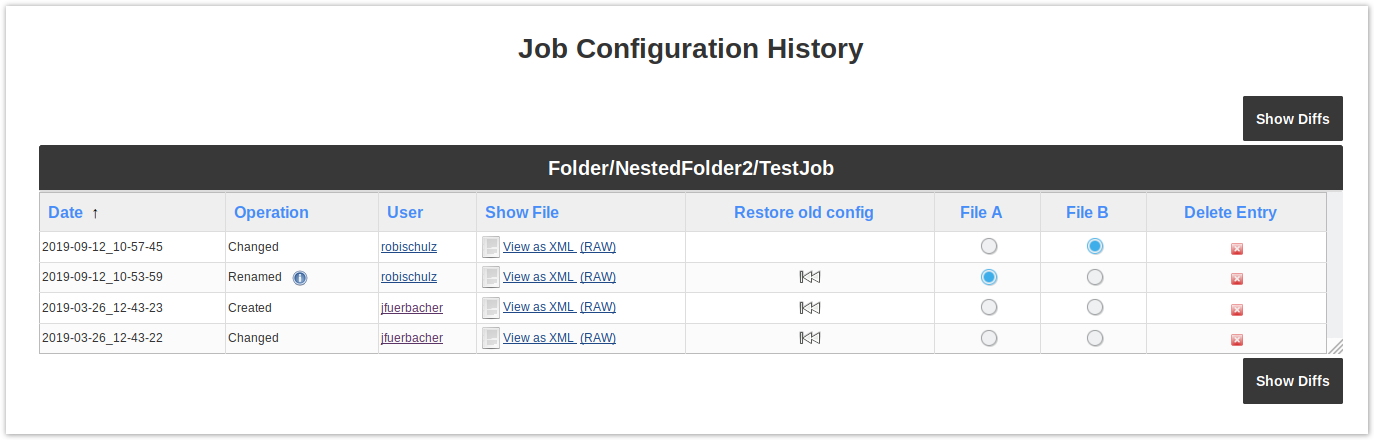 Job Configuration History
Show Diffs
Folder/NestedFolder2/TestJob
Date ↑ Operation User Show File Restore old config File A File B Delete Entry
2019-09-12_10-57-45 Changed robischulz View as XML (RAW)
2019-09-12_10-53-59 Renamed robischulz View as XML (RAW)
2019-03-26_12-43-23 Created jfuerbacher View as XML (RAW)
2019-03-26_12-43-22 Changed jfuerbacher View as XML (RAW)
Show Diffs